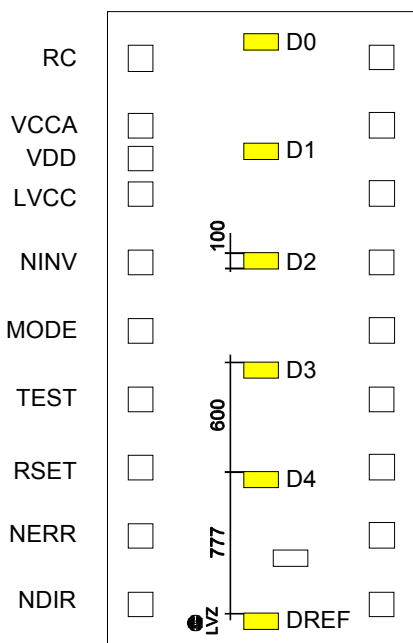 RC
D0
VCCA
D1
VDD
LVCC
100
NINV
D2
MODE
D3
TEST
600
RSET
D4
NERR
777
NDIR
LVZ
DREF